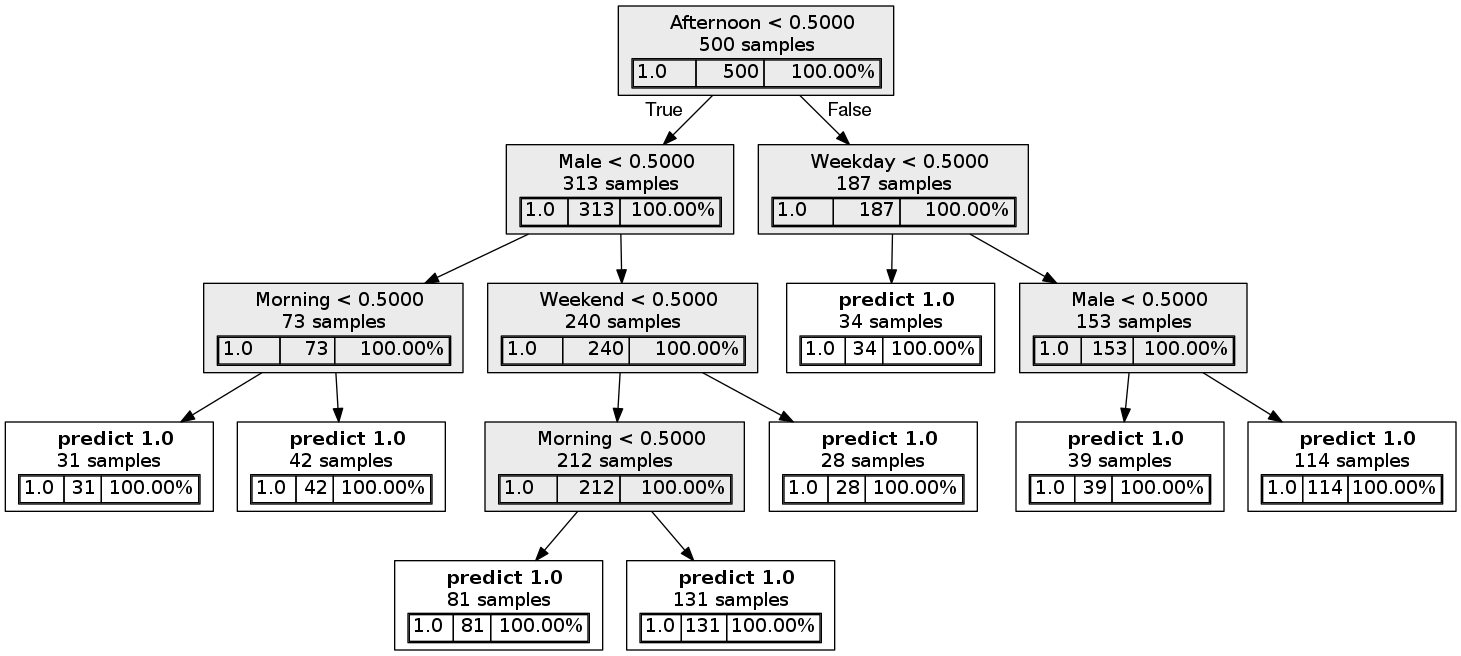 Afternoon < 0.5000
500 samples
1.0 500 100.00%
True
False
Male < 0.5000
313 samples
1.0 313 100.00%
Weekday < 0.5000
187 samples
1.0 187 100.00%
Morning < 0.5000
73 samples
1.0 73 100.00%
Weekend < 0.5000
240 samples
1.0 240 100.00%
predict 1.0
34 samples
1.0 34 100.00%
Male < 0.5000
153 samples
1.0 153 100.00%
predict 1.0
31 samples
1.0 31 100.00%
predict 1.0
42 samples
1.0 42 100.00%
Morning < 0.5000
212 samples
1.0 212 100.00%
predict 1.0
28 samples
1.0 28 100.00%
predict 1.0
39 samples
1.0 39 100.00%
predict 1.0
114 samples
1.0 114 100.00%
predict 1.0
81 samples
1.0 81 100.00%
predict 1.0
131 samples
1.0 131 100.00%